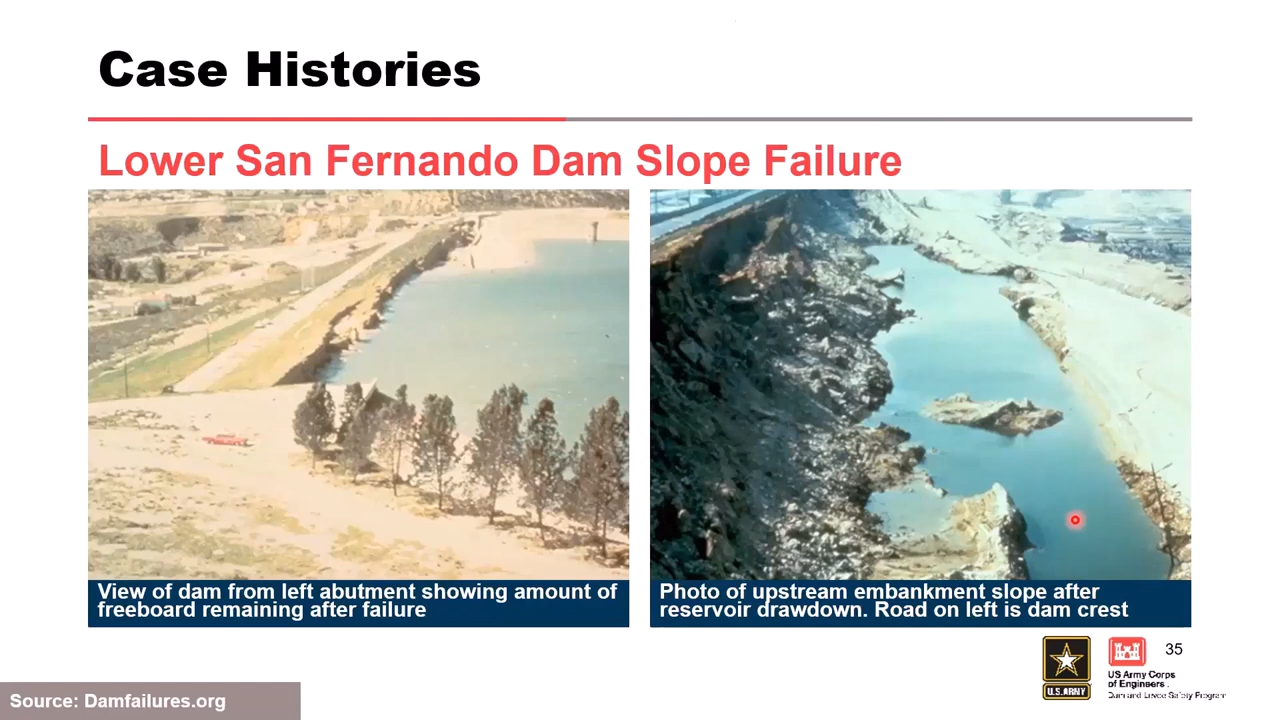 Case Histories
Lower San Fernando Dam Slope Failure
View of dam from left abutment showing amount of
freeboard remaining after failure
Photo of upstream embankment slope after
reservoir drawdown. Road on left is dam crest
35
U.S. ARMY
US Army Corps
of Engineers.
Dam and Levee Safety Program
Source: Damfailures.org